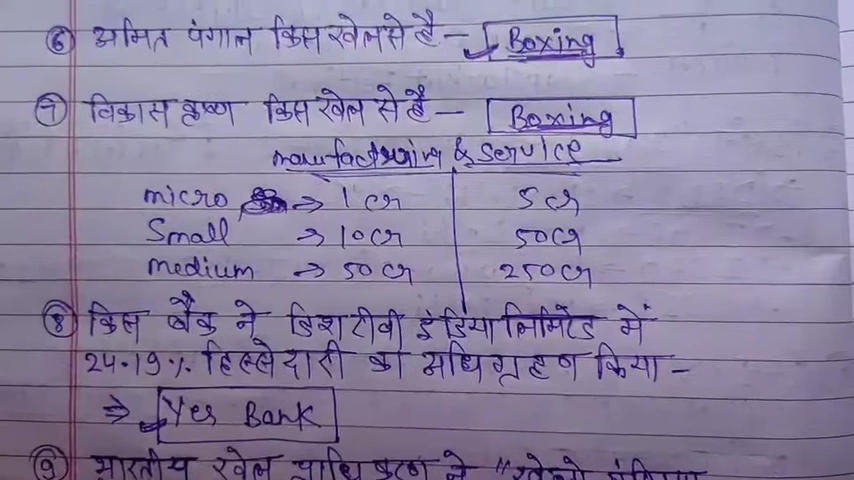 ⑥ अमित पंगाल किस खेल से है - Boxing
⑦ विकास कृष्ण किस खेल से है - Boxing
manufacturing & service
micro → 1 cr 5 cr
Small → 10 cr 50 cr
medium → 50 cr 250 cr
⑧ किस बैंक ने डिश टीवी इंडिया लिमिटेड में
24.19 % हिस्सेदारी का अधिग्रहण किया -
⇒ Yes Bank
⑨ भारतीय खेल प्राधिकरण ने "खेलो इंडिया